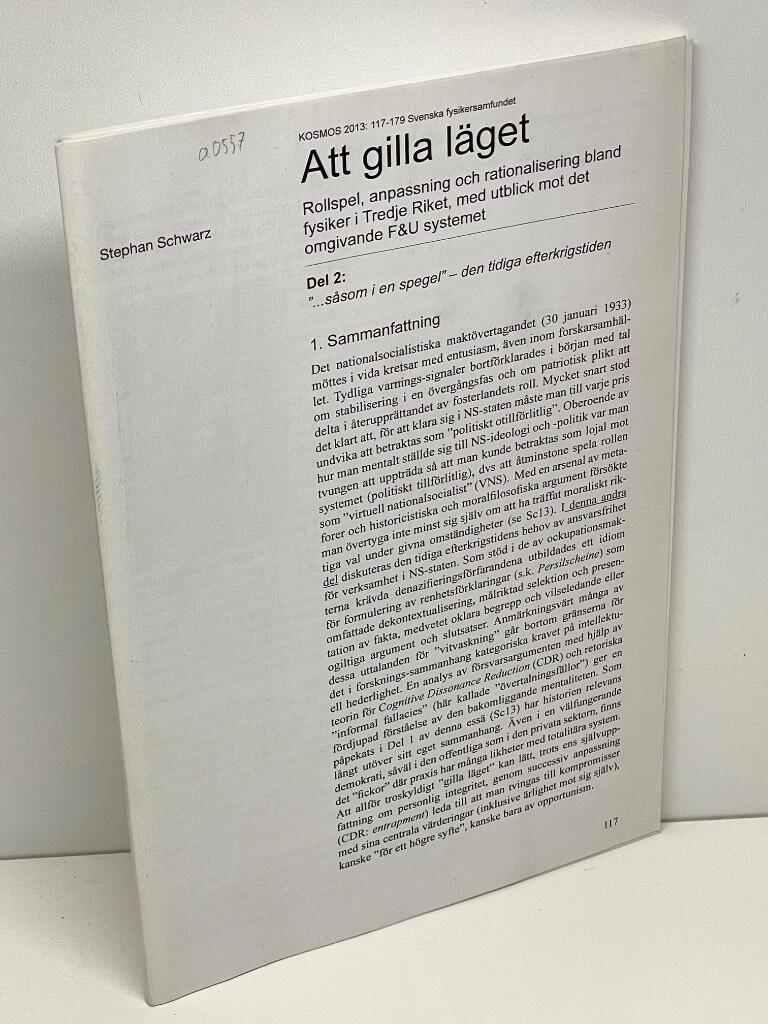 a0557
KOSMOS 2013: 117-179 Svenska fysikersamfundet
Att gilla läget
Rollspel, anpassning och rationalisering bland
fysiker i Tredje Riket, med utblick mot det
omgivande F&U systemet
Stephan Schwarz
Del 2:
"...såsom i en spegel" – den tidiga efterkrigstiden
1. Sammanfattning
Det nationalsocialistiska maktövertagandet (30 januari 1933)
möttes i vida kretsar med entusiasm, även inom forskarsamhäl-
let. Tydliga varnings-signaler bortförklarades i början med tal
om stabilisering i en övergångsfas och om patriotisk plikt att
delta i återupprättandet av fosterlandets roll. Mycket snart stod
det klart att, för att klara sig i NS-staten måste man till varje pris
undvika att betraktas som "politiskt otillförlitlig". Oberoende av
hur man mentalt ställde sig till NS-ideologi och -politik var man
tvungen att uppträda så att man kunde betraktas som lojal mot
systemet (politiskt tillförlitlig), dvs att åtminstone spela rollen
som "virtuell nationalsocialist" (VNS). Med en arsenal av meta-
forer och historicistiska och moralfilosofiska argument försökte
man övertyga inte minst sig själv om att ha träffat moraliskt rik-
tiga val under givna omständigheter (se Sc13). I denna andra
del diskuteras den tidiga efterkrigstidens behov av ansvarsfrihet
för verksamhet i NS-staten. Som stöd i de av ockupationsmak-
terna krävda denazifieringsförfarandena utbildades ett idiom
för formulering av renhetsförklaringar (s.k. Persilscheine) som
omfattade dekontextualisering, målriktad selektion och presen-
tation av fakta, medvetet oklara begrepp och vilseledande eller
ogiltiga argument och slutsatser. Anmärkningsvärt många av
dessa uttalanden för "vitvaskning" går bortom gränserna för
det i forsknings-sammanhang kategoriska kravet på intellektu-
ell hederlighet. En analys av försvarsargumenten med hjälp av
teorin för Cognitive Dissonance Reduction (CDR) och retoriska
"informal fallacies" (här kallade "övertalningsfällor") ger en
fördjupad förståelse av den bakomliggande mentaliteten. Som
påpekats i Del 1 av denna essä (Sc13) har historien relevans
långt utöver sitt eget sammanhang. Även i en välfungerande
demokrati, såväl i den offentliga som i den privata sektorn, finns
det "fickor" där praxis har många likheter med totalitära system.
Att allför troskyldigt "gilla läget" kan lätt, trots ens självupp-
fattning om personlig integritet, genom successiv anpassning
(CDR: entrapment) leda till att man tvingas till kompromisser
med sina centrala värderingar (inklusive ärlighet mot sig själv),
kanske "för ett högre syfte", kanske bara av opportunism.
117